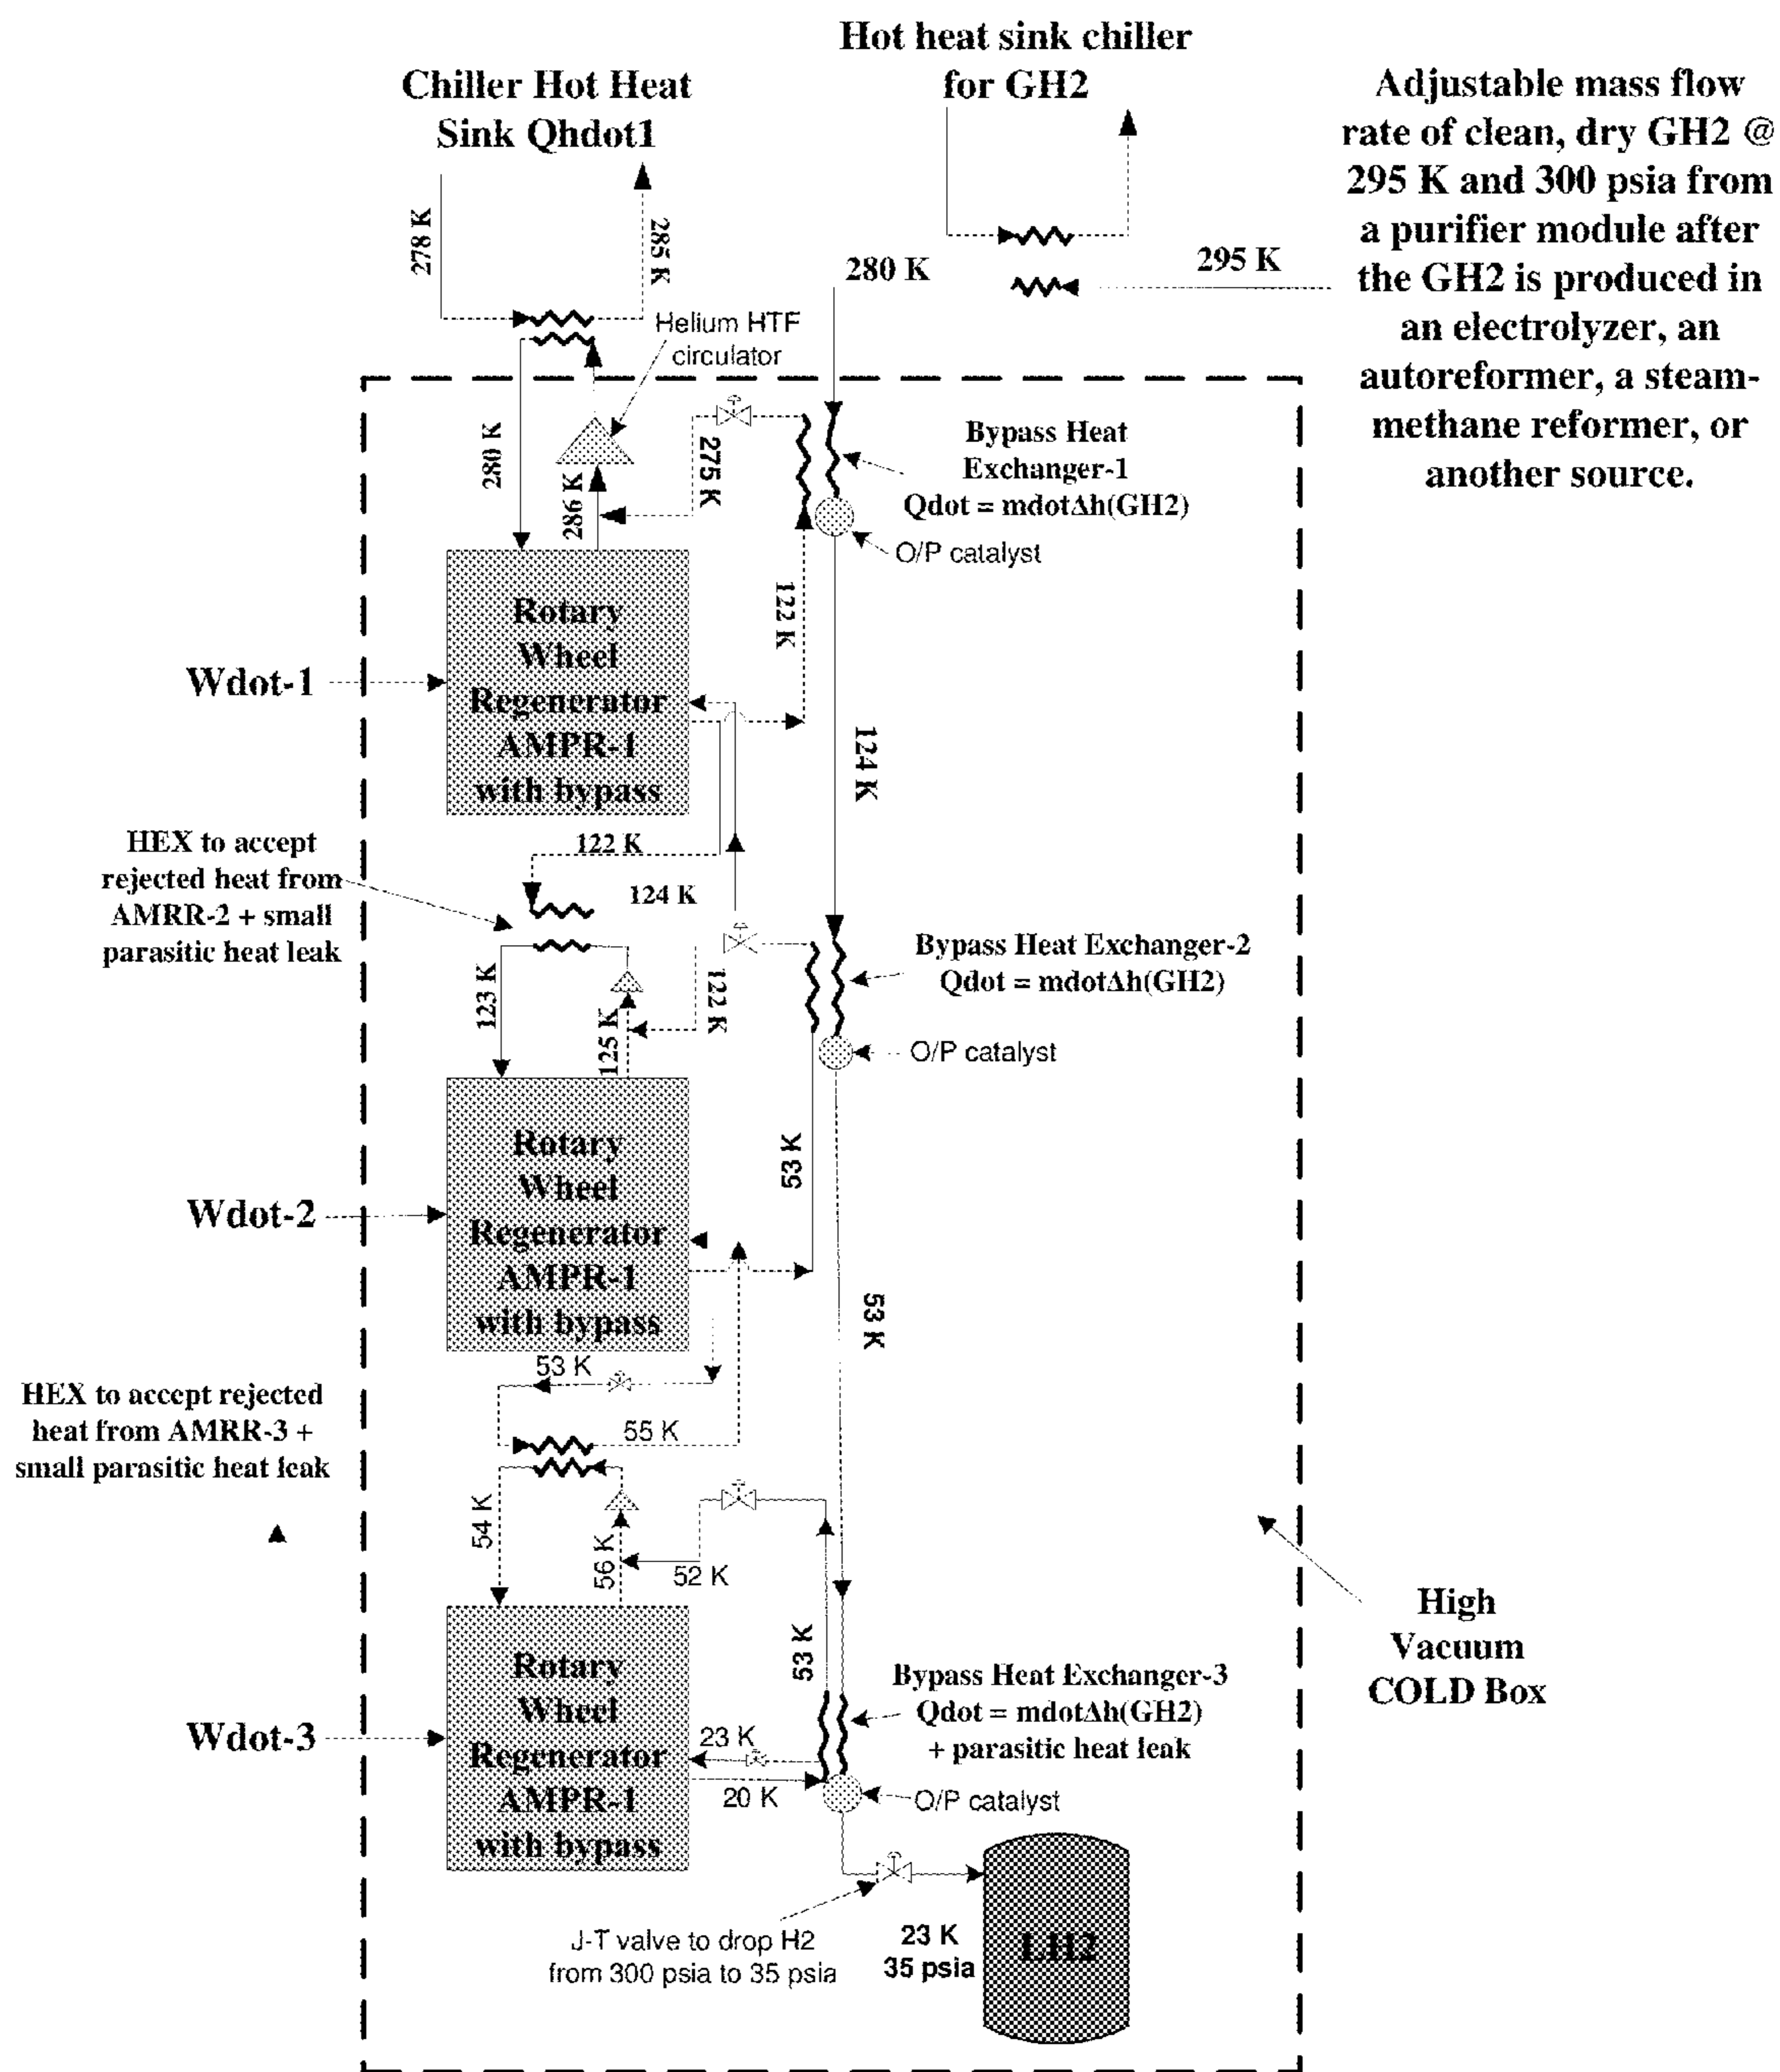 Hot heat sink chiller
for GH2
Chiller Hot Heat
Sink Qhdot1
Adjustable mass flow
rate of clean, dry GH2 @
295 K and 300 psia from
a purifier module after
the GH2 is produced in
an electrolyzer, an
autoreformer, a steam-
methane reformer, or
another source.
278 K
285 K
280 K
295 K
Helium HTF
circulator
280 K
286 K
275 K
Bypass Heat
Exchanger-1
Qdot = mdotΔh(GH2)
O/P catalyst
122 K
Rotary
Wheel
Regenerator
AMPR-1
with bypass
Wdot-1
124 K
HEX to accept
rejected heat from
AMRR-2 + small
parasitic heat leak
122 K
124 K
Bypass Heat Exchanger-2
Qdot = mdotΔh(GH2)
123 K
125 K
122 K
O/P catalyst
Rotary
Wheel
Regenerator
AMPR-1
with bypass
Wdot-2
53 K
53 K
53 K
HEX to accept rejected
heat from AMRR-3 +
small parasitic heat leak
55 K
54 K
56 K
52 K
53 K
High
Vacuum
COLD Box
Rotary
Wheel
Regenerator
AMPR-1
with bypass
Wdot-3
Bypass Heat Exchanger-3
Qdot = mdotΔh(GH2)
+ parasitic heat leak
23 K
20 K
O/P catalyst
J-T valve to drop H2
from 300 psia to 35 psia
23 K
35 psia
LH2